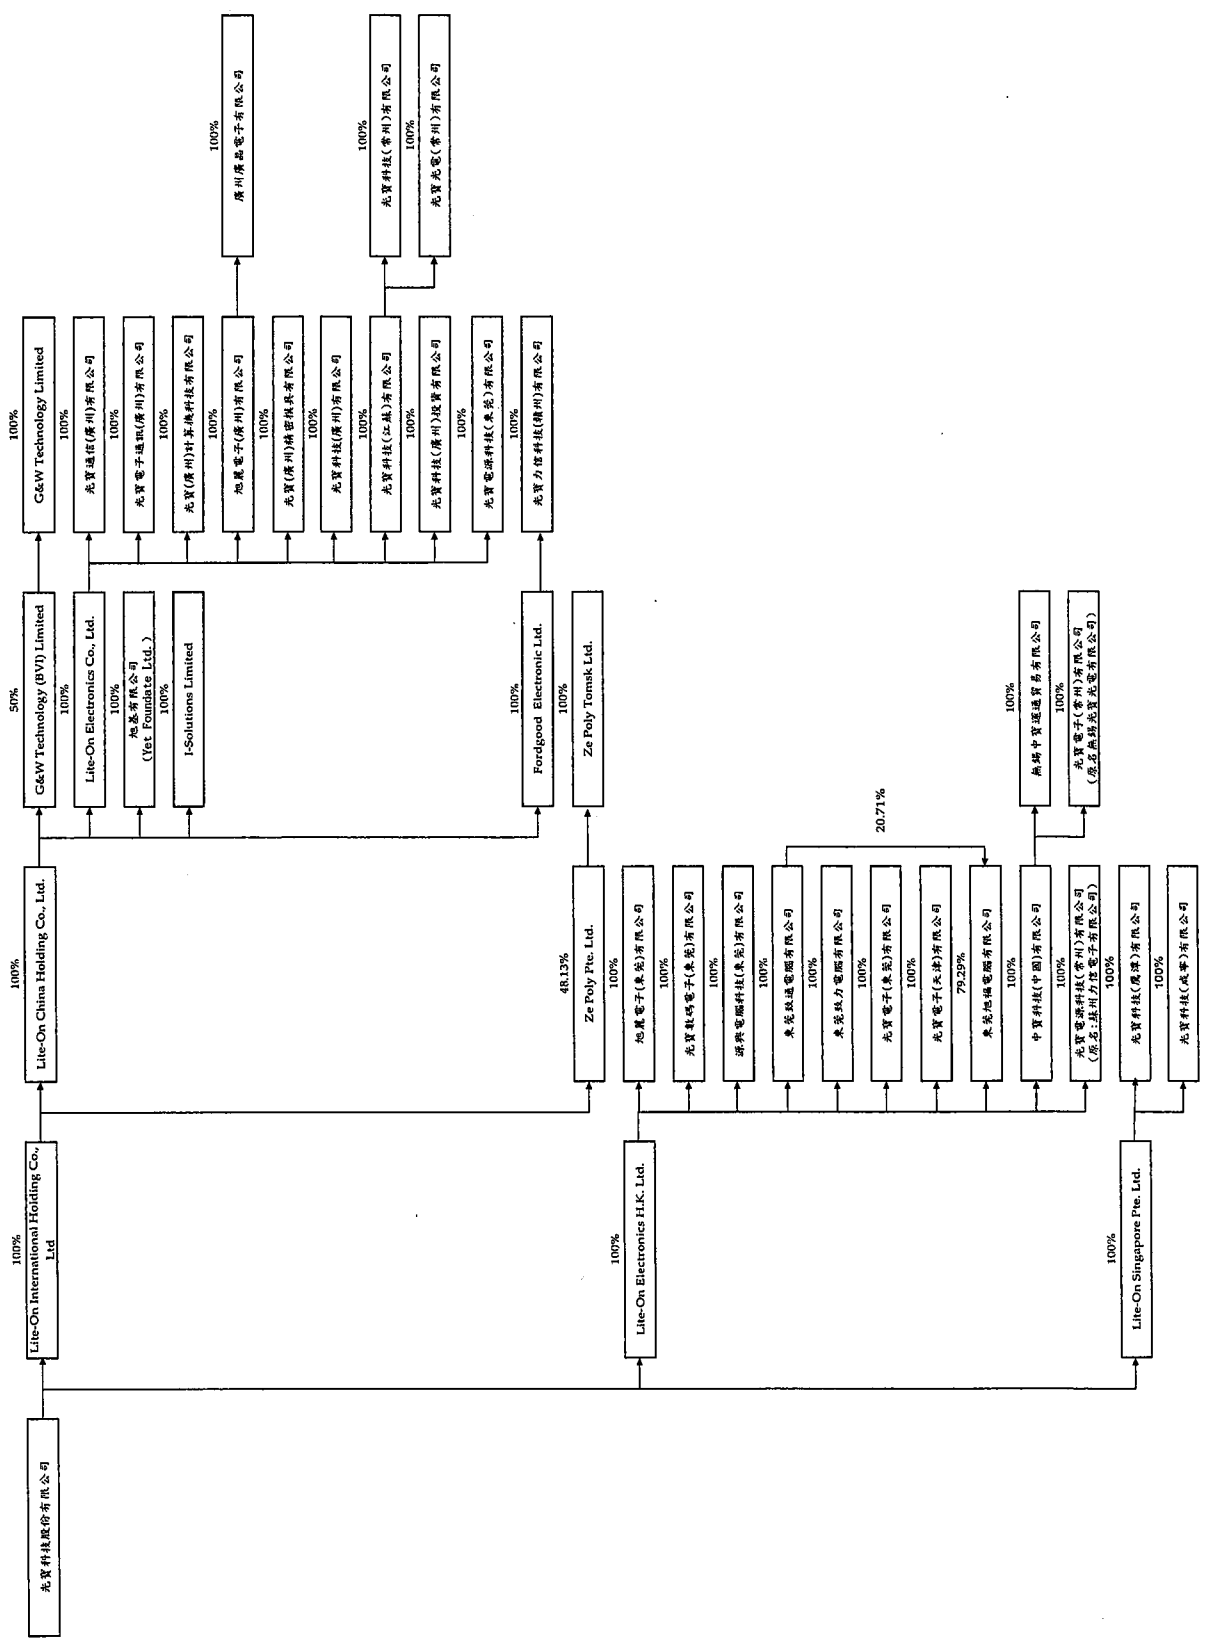 光寶科技股份有限公司
100%
Lite-On International Holding Co.,
Ltd
100%
Lite-On Electronics H.K. Ltd.
100%
Lite-On Singapore Pte. Ltd.
100%
Lite-On China Holding Co., Ltd.
48.13%
Ze Poly Pte. Ltd.
100%
旭麗電子(東莞)有限公司
100%
光寶數碼電子(東莞)有限公司
100%
源興電腦科技(東莞)有限公司
100%
東莞致通電腦有限公司
100%
東莞致力電腦有限公司
100%
光寶電子(東莞)有限公司
100%
光寶電子(天津)有限公司
79.29%
東莞旭福電腦有限公司
20.71%
100%
中寶科技(中國)有限公司
100%
光寶電源科技(常州)有限公司
(原名:蘇州力信電子有限公司)
100%
光寶科技(鷹潭)有限公司
100%
光寶科技(咸寧)有限公司
50%
G&W Technology (BVI) Limited
100%
Lite-On Electronics Co., Ltd.
100%
旭基有限公司
(Yet Foundate Ltd.)
100%
I-Solutions Limited
100%
Fordgood Electronic Ltd.
100%
Ze Poly Tomsk Ltd.
100%
無錫中寶運通貿易有限公司
100%
光寶電子(常州)有限公司
(原名無錫光寶光電有限公司)
100%
G&W Technology Limited
100%
光寶通信(廣州)有限公司
100%
光寶電子通訊(廣州)有限公司
100%
光寶(廣州)計算機科技有限公司
100%
旭麗電子(廣州)有限公司
100%
光寶(廣州)精密模具有限公司
100%
光寶科技(廣州)有限公司
100%
光寶科技(江蘇)有限公司
100%
光寶科技(廣州)投資有限公司
100%
光寶電源科技(東莞)有限公司
100%
光寶力信科技(贛州)有限公司
100%
廣州廣晶電子有限公司
100%
光寶科技(常州)有限公司
100%
光寶光電(常州)有限公司